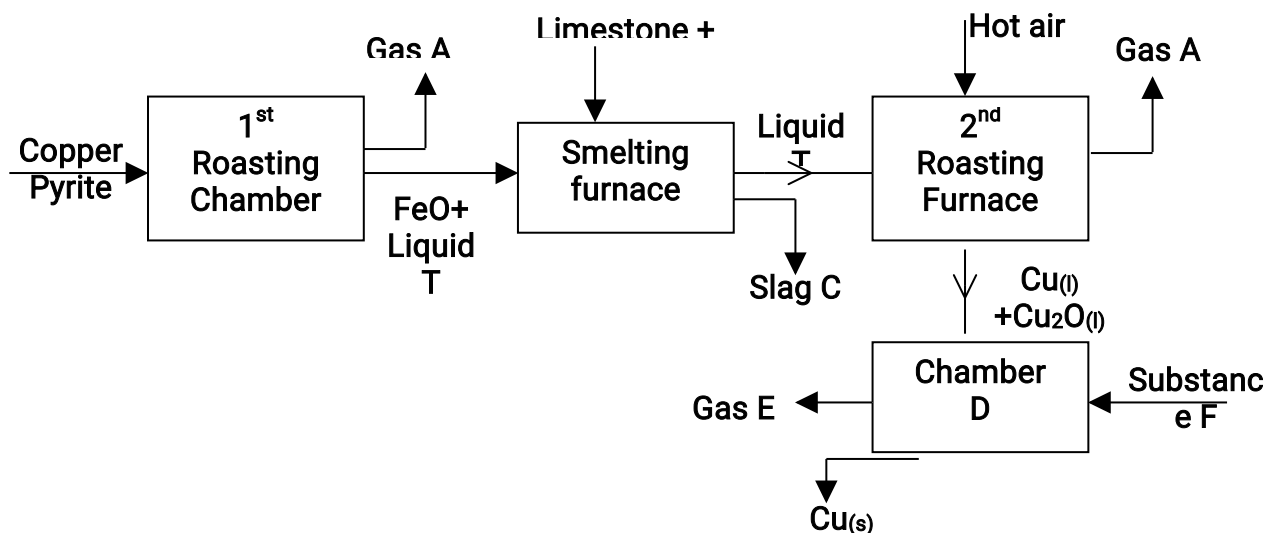 Limestone +
Hot air
Gas A
Gas A
1st
Roasting
Chamber
Copper
Pyrite
Smelting
furnace
Liquid
T
2nd
Roasting
Furnace
FeO+
Liquid
T
Slag C
Cu(l)
+Cu₂O(l)
Chamber
D
Substanc
e F
Gas E
Cu(s)